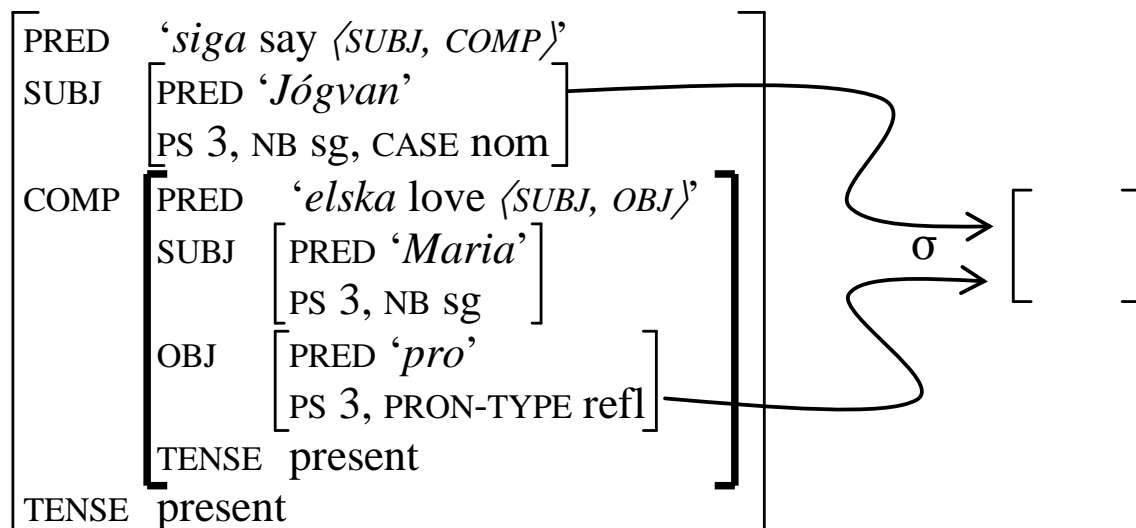 PRED ‘siga say ⟨SUBJ, COMP⟩’
SUBJ PRED ‘Jógvan’
PS 3, NB sg, CASE nom
COMP PRED ‘elska love ⟨SUBJ, OBJ⟩’
SUBJ PRED ‘Maria’
σ
PS 3, NB sg
OBJ PRED ‘pro’
PS 3, PRON-TYPE refl
TENSE present
TENSE present